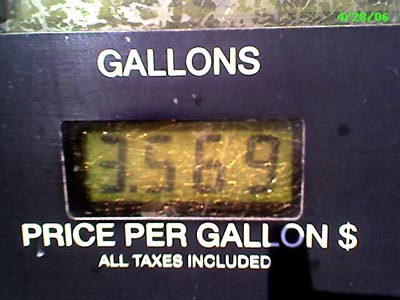 4/28/06
GALLONS
3.569
PRICE PER GALLON $
ALL TAXES INCLUDED